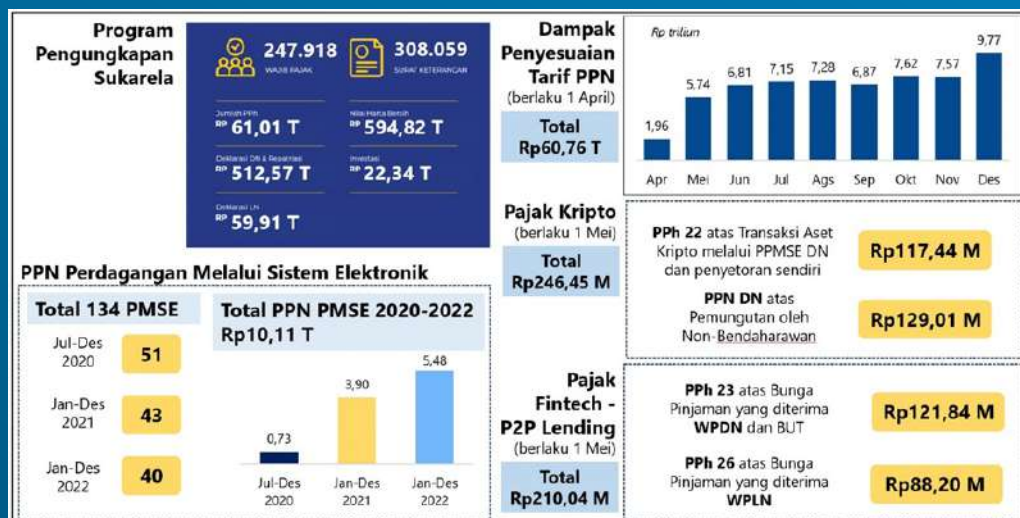 Program
Pengungkapan
Sukarela
247.918
WAJIB PAJAK
308.059
SURAT KETERANGAN
Jumlah PPh
RP 61,01 T
Nilai Harta Bersih
RP 594,82 T
Deklarasi DN & Repatriasi
RP 512,57 T
Investasi
RP 22,34 T
Deklarasi LN
RP 59,91 T
Dampak
Penyesuaian
Tarif PPN
(berlaku 1 April)
Total
Rp60,76 T
Rp triliun
1,96
5,74
6,81
7,15
7,28
6,87
7,62
7,57
9,77
Apr Mei Jun Jul Ags Sep Okt Nov Des
Pajak Kripto
(berlaku 1 Mei)
Total
Rp246,45 M
PPh 22 atas Transaksi Aset
Kripto melalui PPMSE DN
dan penyetoran sendiri
Rp117,44 M
PPN DN atas
Pemungutan oleh
Non-Bendaharawan
Rp129,01 M
PPN Perdagangan Melalui Sistem Elektronik
Total 134 PMSE
Jul-Des
2020
51
Jan-Des
2021
43
Jan-Des
2022
40
Total PPN PMSE 2020-2022
Rp10,11 T
0,73
3,90
5,48
Jul-Des
2020
Jan-Des
2021
Jan-Des
2022
Pajak
Fintech -
P2P Lending
(berlaku 1 Mei)
Total
Rp210,04 M
PPh 23 atas Bunga
Pinjaman yang diterima
WPDN dan BUT
Rp121,84 M
PPh 26 atas Bunga
Pinjaman yang diterima
WPLN
Rp88,20 M